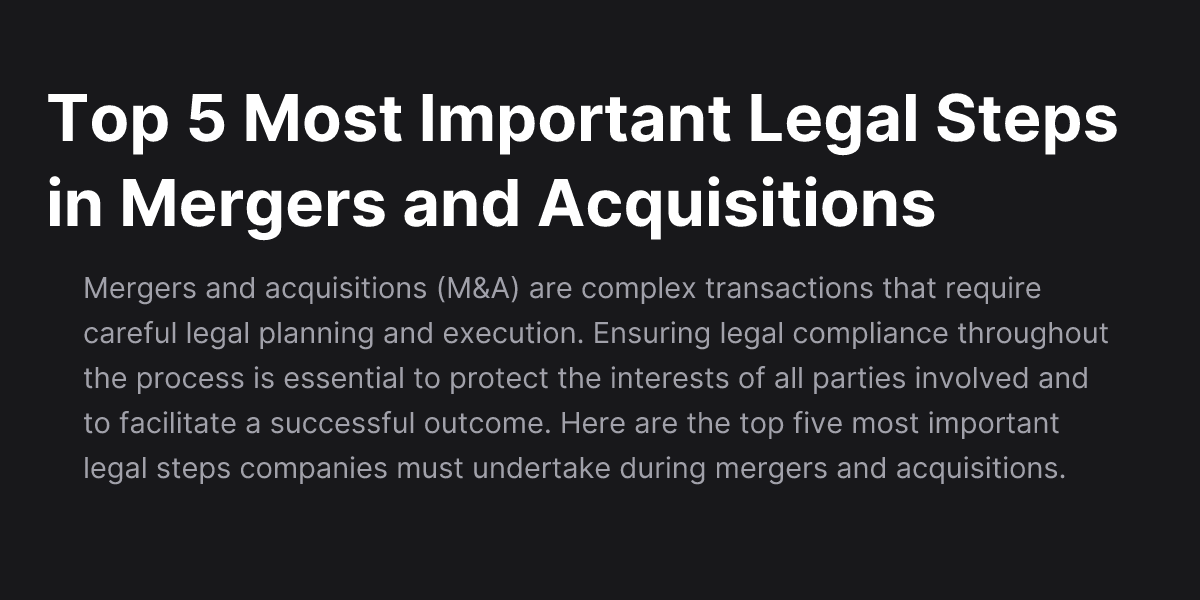 Top 5 Most Important Legal Steps
in Mergers and Acquisitions
Mergers and acquisitions (M&A) are complex transactions that require
careful legal planning and execution. Ensuring legal compliance throughout
the process is essential to protect the interests of all parties involved and
to facilitate a successful outcome. Here are the top five most important
legal steps companies must undertake during mergers and acquisitions.